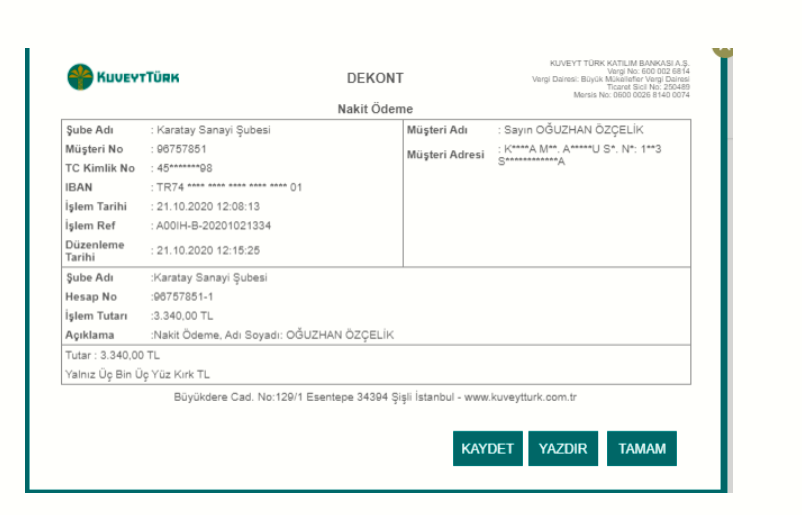 KUVEYT TÜRK KATILIM BANKASI A.Ş.
Vergi No: 600 002 6814
Vergi Dairesi: Büyük Mükellefler Vergi Dairesi
Ticaret Sicil No: 250489
Mersis No: 0600 0026 8140 0074
KUVEYTTÜRK
DEKONT
Nakit Ödeme
Şube Adı : Karatay Sanayi Şubesi
Müşteri No : 96757851
TC Kimlik No : 45*******98
IBAN : TR74 **** **** **** **** **** 01
İşlem Tarihi : 21.10.2020 12:08:13
İşlem Ref : A00IH-B-20201021334
Düzenleme
Tarihi : 21.10.2020 12:15:25
Müşteri Adı : Sayın OĞUZHAN ÖZÇELİK
Müşteri Adresi : K****A M**. A*****U S*. N*: 1**3
S************A
Şube Adı :Karatay Sanayi Şubesi
Hesap No :96757851-1
İşlem Tutarı :3.340,00 TL
Açıklama :Nakit Ödeme, Adı Soyadı: OĞUZHAN ÖZÇELİK
Tutar : 3.340,00 TL
Yalnız Üç Bin Üç Yüz Kırk TL
Büyükdere Cad. No:129/1 Esentepe 34394 Şişli İstanbul - www.kuveytturk.com.tr
KAYDET YAZDIR TAMAM